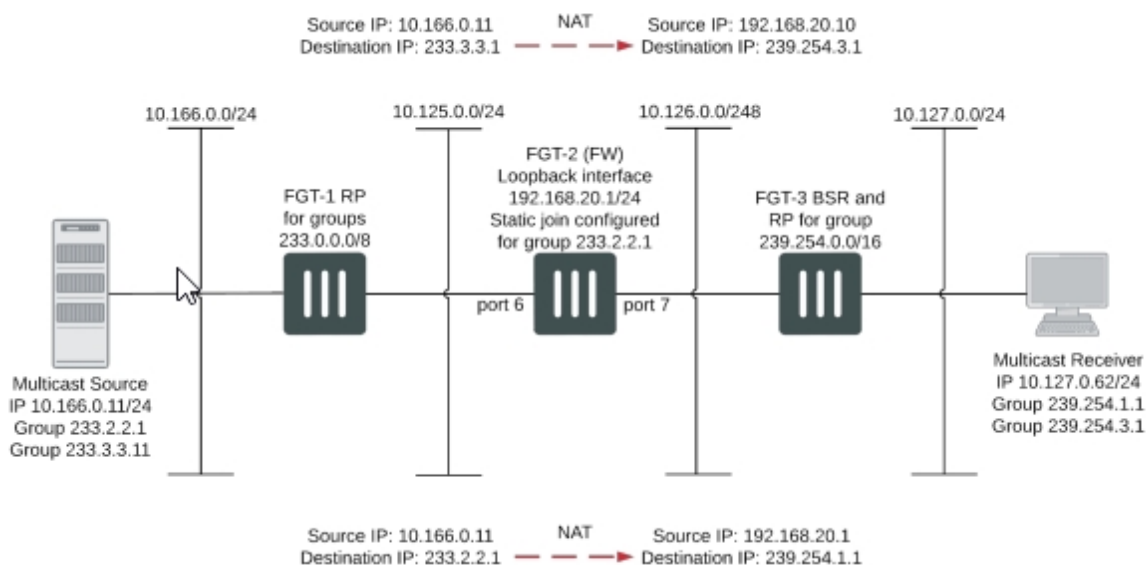 Source IP: 10.166.0.11
Destination IP: 233.3.3.1
NAT
Source IP: 192.168.20.10
Destination IP: 239.254.3.1
10.166.0.0/24
10.125.0.0/24
10.126.0.0/248
10.127.0.0/24
FGT-1 RP
for groups
233.0.0.0/8
FGT-2 (FW)
Loopback interface
192.168.20.1/24
Static join configured
for group 233.2.2.1
FGT-3 BSR and
RP for group
239.254.0.0/16
port 6
port 7
Multicast Source
IP 10.166.0.11/24
Group 233.2.2.1
Group 233.3.3.11
Multicast Receiver
IP 10.127.0.62/24
Group 239.254.1.1
Group 239.254.3.1
Source IP: 10.166.0.11
Destination IP: 233.2.2.1
NAT
Source IP: 192.168.20.1
Destination IP: 239.254.1.1